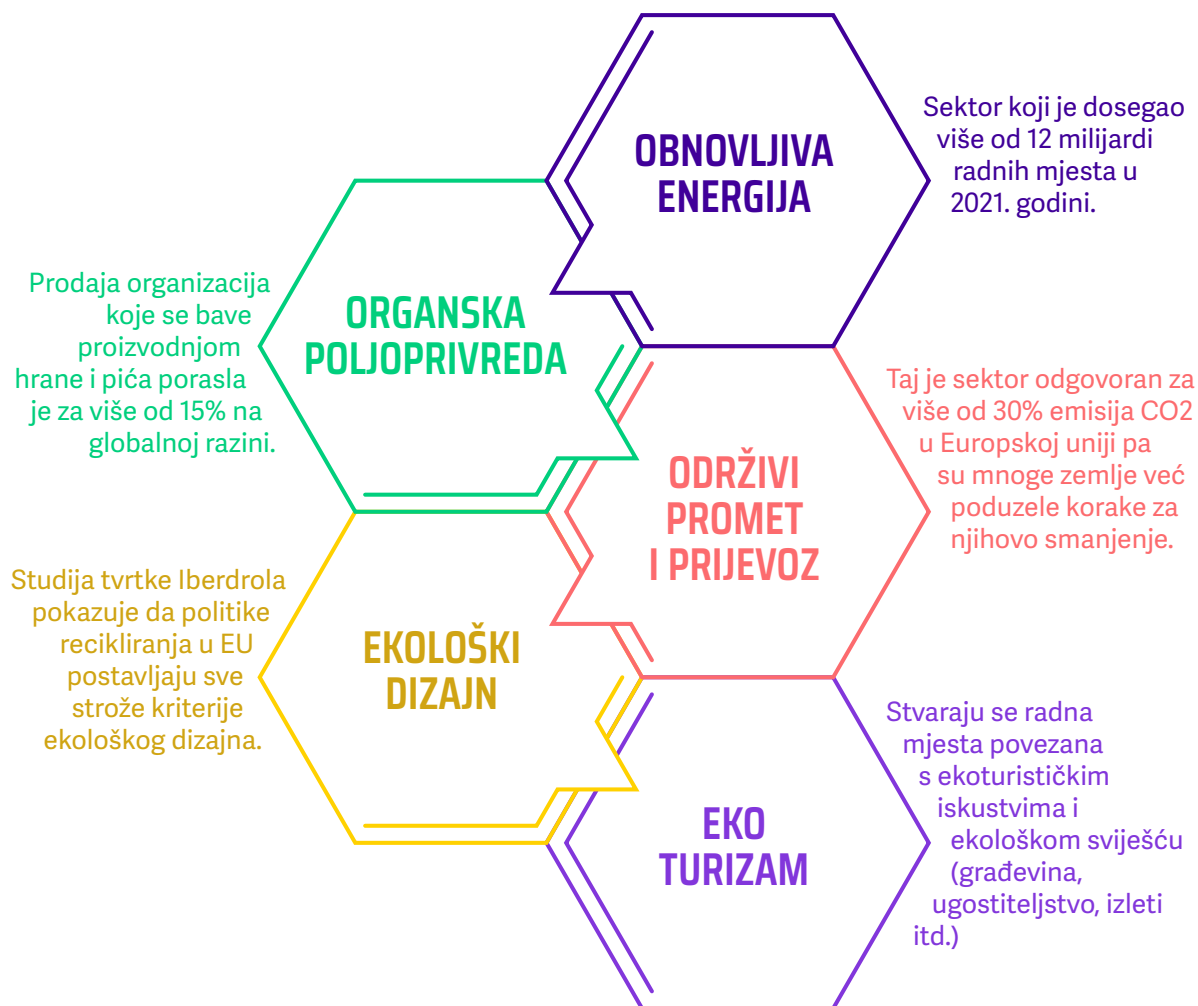 OBNOVLJIVA
ENERGIJA
Sektor koji je dosegao
više od 12 milijardi
radnih mjesta u
2021. godini.
Prodaja organizacija
koje se bave
proizvodnjom
hrane i pića porasla
je za više od 15% na
globalnoj razini.
ORGANSKA
POLJOPRIVREDA
ODRŽIVI
PROMET
I PRIJEVOZ
Taj je sektor odgovoran za
više od 30% emisija CO2
u Europskoj uniji pa
su mnoge zemlje već
poduzele korake za
njihovo smanjenje.
Studija tvrtke Iberdrola
pokazuje da politike
recikliranja u EU
postavljaju sve
strože kriterije
ekološkog dizajna.
EKOLOŠKI
DIZAJN
EKO
TURIZAM
Stvaraju se radna
mjesta povezana
s ekoturističkim
iskustvima i
ekološkom sviješću
(građevina,
ugostiteljstvo, izleti
itd.)